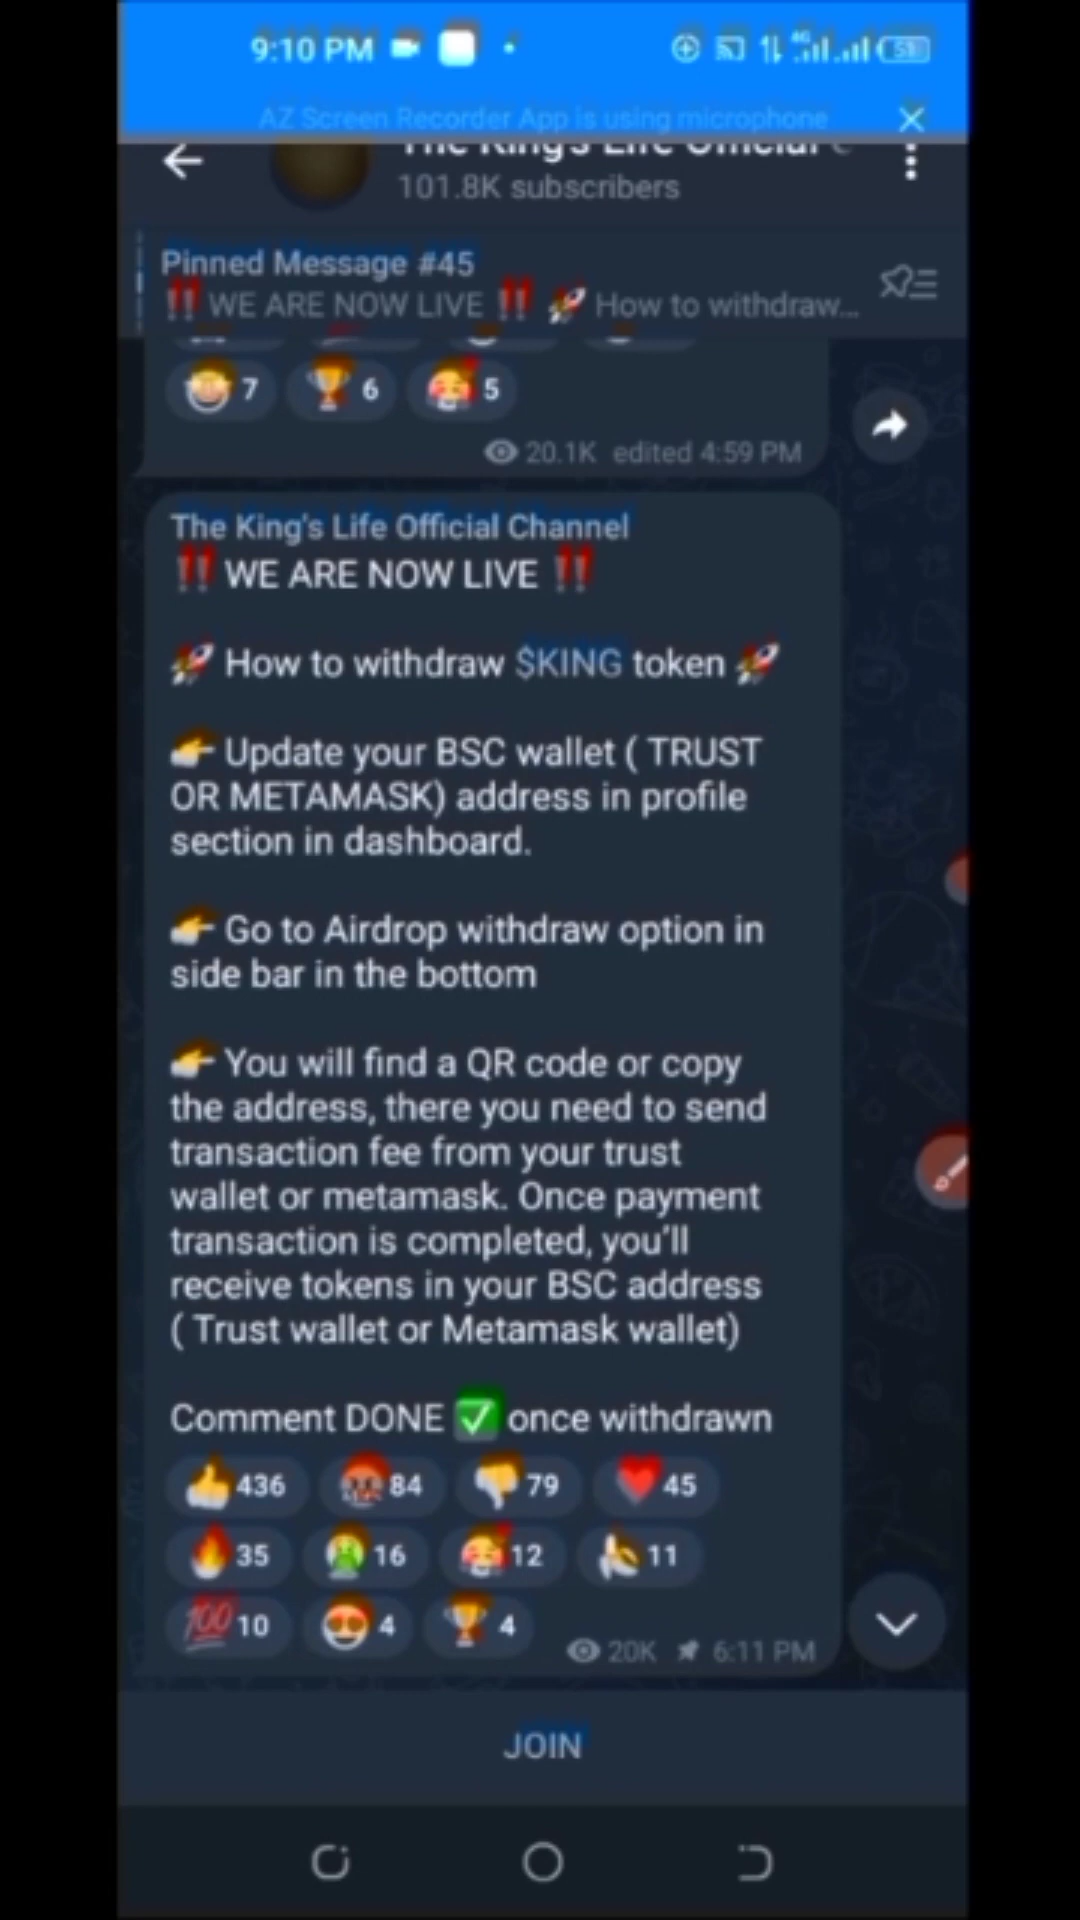 9:10 PM
4G
AZ Screen Recorder App is using microphone
The King's Life Official
101.8K subscribers
Pinned Message #45
‼ WE ARE NOW LIVE ‼ 🚀 How to withdraw...
7 6 5
20.1K edited 4:59 PM
The King's Life Official Channel
‼ WE ARE NOW LIVE ‼
🚀 How to withdraw $KING token 🚀
👉 Update your BSC wallet ( TRUST
OR METAMASK) address in profile
section in dashboard.
👉 Go to Airdrop withdraw option in
side bar in the bottom
👉 You will find a QR code or copy
the address, there you need to send
transaction fee from your trust
wallet or metamask. Once payment
transaction is completed, you'll
receive tokens in your BSC address
( Trust wallet or Metamask wallet)
Comment DONE ✅ once withdrawn
436 84 79 45
35 16 12 11
💯 10 4 4
20K 6:11 PM
JOIN